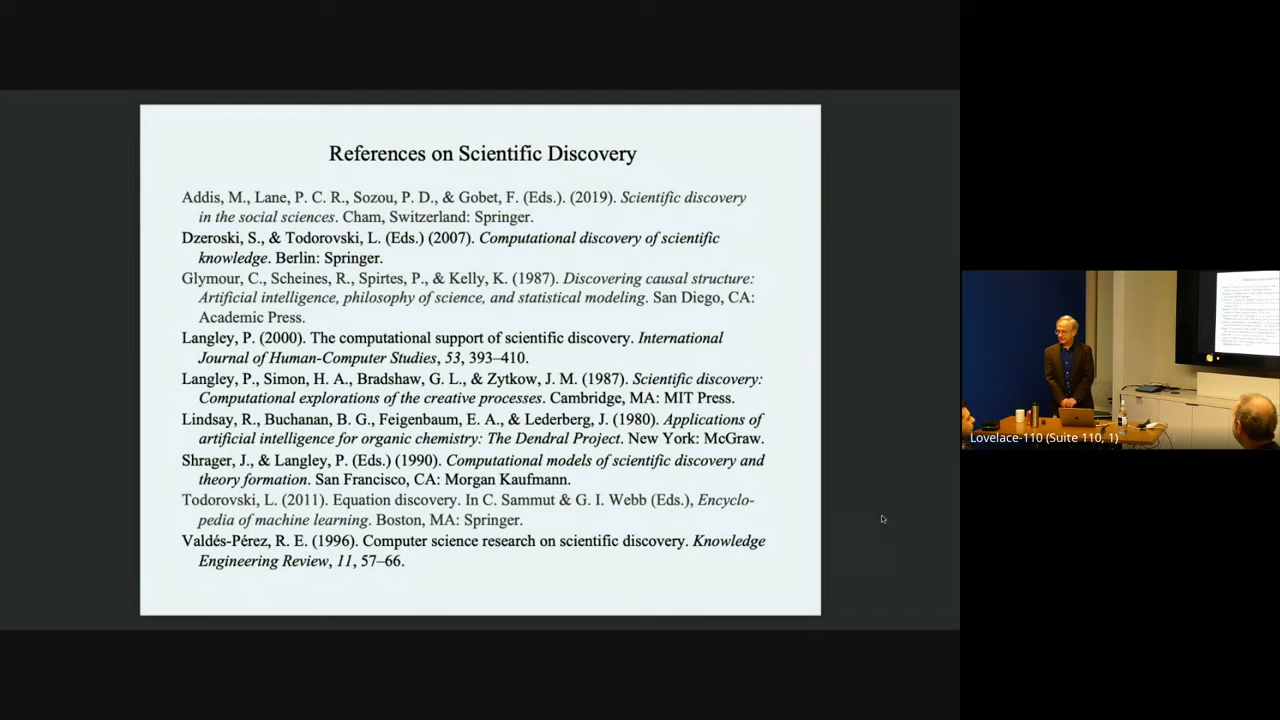 References on Scientific Discovery
Addis, M., Lane, P. C. R., Sozou, P. D., & Gobet, F. (Eds.). (2019). Scientific discovery
in the social sciences. Cham, Switzerland: Springer.
Dzeroski, S., & Todorovski, L. (Eds.) (2007). Computational discovery of scientific
knowledge. Berlin: Springer.
Glymour, C., Scheines, R., Spirtes, P., & Kelly, K. (1987). Discovering causal structure:
Artificial intelligence, philosophy of science, and statistical modeling. San Diego, CA:
Academic Press.
Langley, P. (2000). The computational support of scientific discovery. International
Journal of Human-Computer Studies, 53, 393–410.
Langley, P., Simon, H. A., Bradshaw, G. L., & Zytkow, J. M. (1987). Scientific discovery:
Computational explorations of the creative processes. Cambridge, MA: MIT Press.
Lindsay, R., Buchanan, B. G., Feigenbaum, E. A., & Lederberg, J. (1980). Applications of
artificial intelligence for organic chemistry: The Dendral Project. New York: McGraw.
Shrager, J., & Langley, P. (Eds.) (1990). Computational models of scientific discovery and
theory formation. San Francisco, CA: Morgan Kaufmann.
Todorovski, L. (2011). Equation discovery. In C. Sammut & G. I. Webb (Eds.), Encyclo-
pedia of machine learning. Boston, MA: Springer.
Valdés-Pérez, R. E. (1996). Computer science research on scientific discovery. Knowledge
Engineering Review, 11, 57–66.
Lovelace-110 (Suite 110, 1)